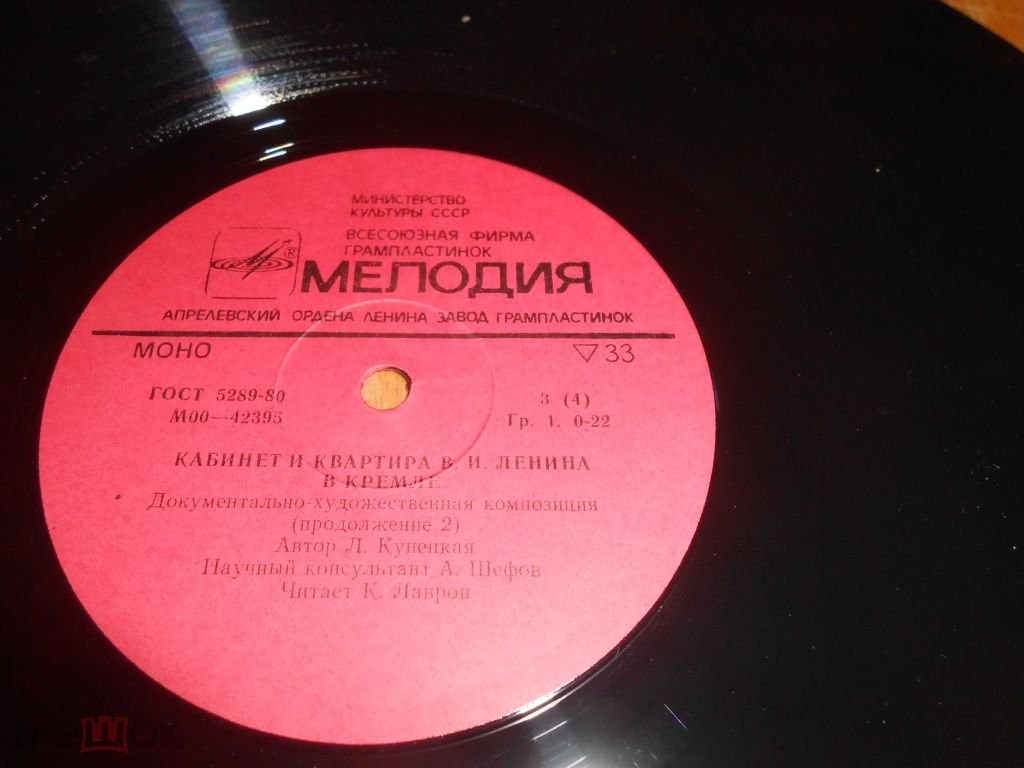 МИНИСТЕРСТВО
КУЛЬТУРЫ СССР
ВСЕСОЮЗНАЯ ФИРМА
ГРАМПЛАСТИНОК
®
МЕЛОДИЯ
АПРЕЛЕВСКИЙ ОРДЕНА ЛЕНИНА ЗАВОД ГРАМПЛАСТИНОК
МОНО
▽33
ГОСТ 5289-80
М00—42395
3 (4)
Гр. 1. 0-22
КАБИНЕТ И КВАРТИРА В. И. ЛЕНИНА
В КРЕМЛЕ
Документально-художественная композиция
(продолжение 2)
Автор Л. Кунецкая
Научный консультант А. Шефов
Читает К. Лавров